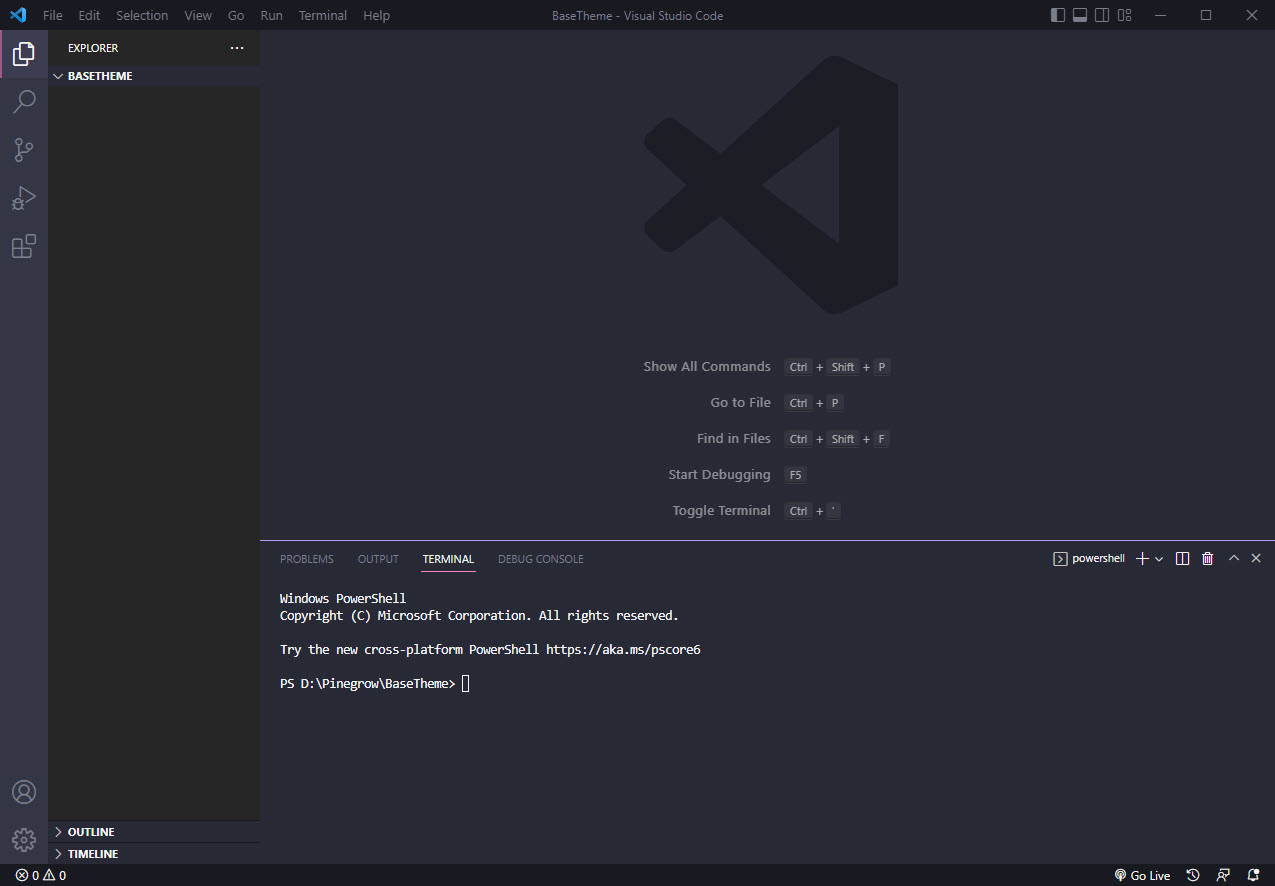 File Edit Selection View Go Run Terminal Help BaseTheme - Visual Studio Code
EXPLORER
BASETHEME
Show All Commands Ctrl + Shift + P
Go to File Ctrl + P
Find in Files Ctrl + Shift + F
Start Debugging F5
Toggle Terminal Ctrl + `
PROBLEMS OUTPUT TERMINAL DEBUG CONSOLE powershell
Windows PowerShell
Copyright (C) Microsoft Corporation. All rights reserved.
Try the new cross-platform PowerShell https://aka.ms/pscore6
PS D:\Pinegrow\BaseTheme>
OUTLINE
TIMELINE
0 0 Go Live